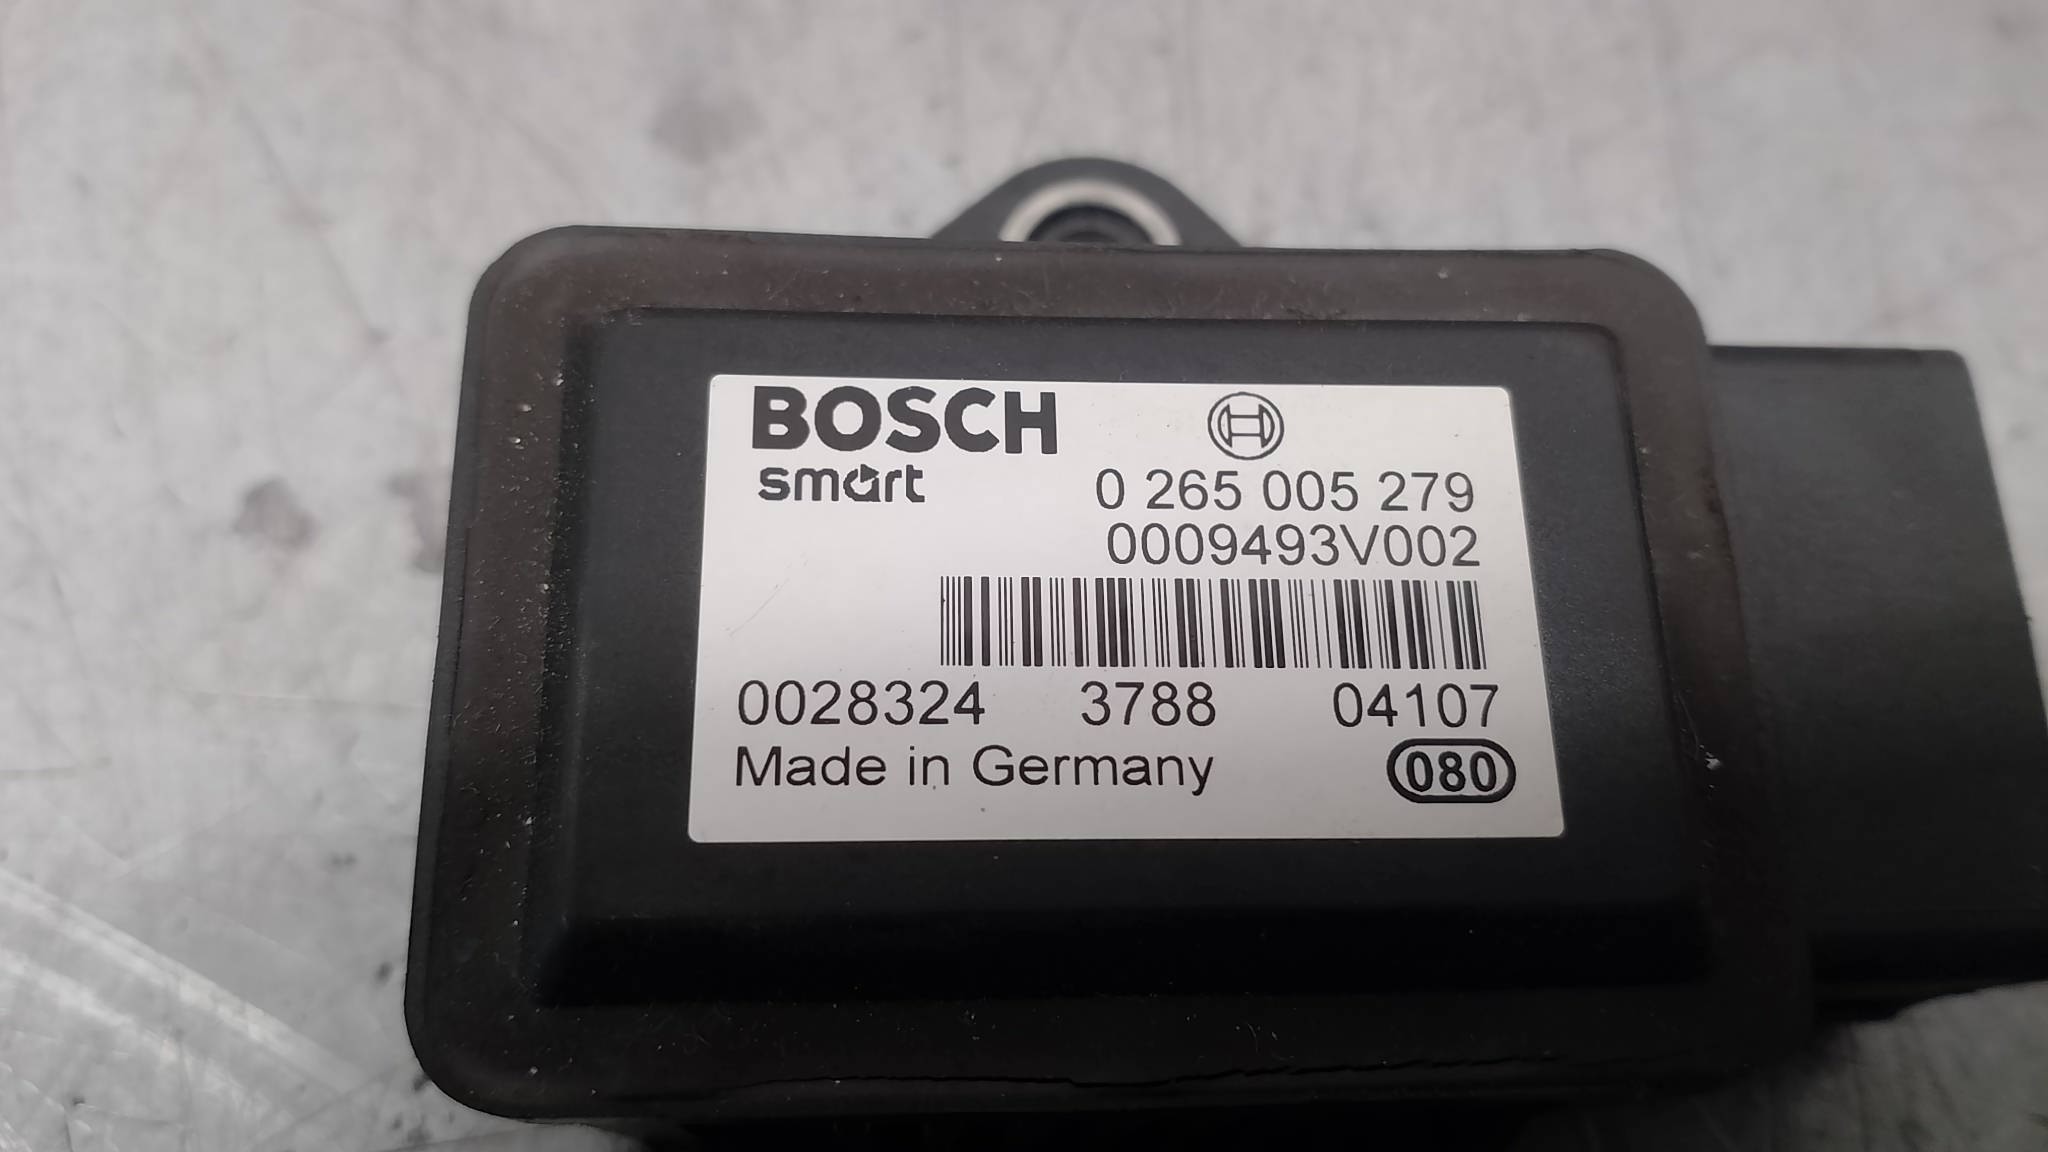 BOSCH
smart 0 265 005 279
0009493V002
0028324 3788 04107
Made in Germany 080